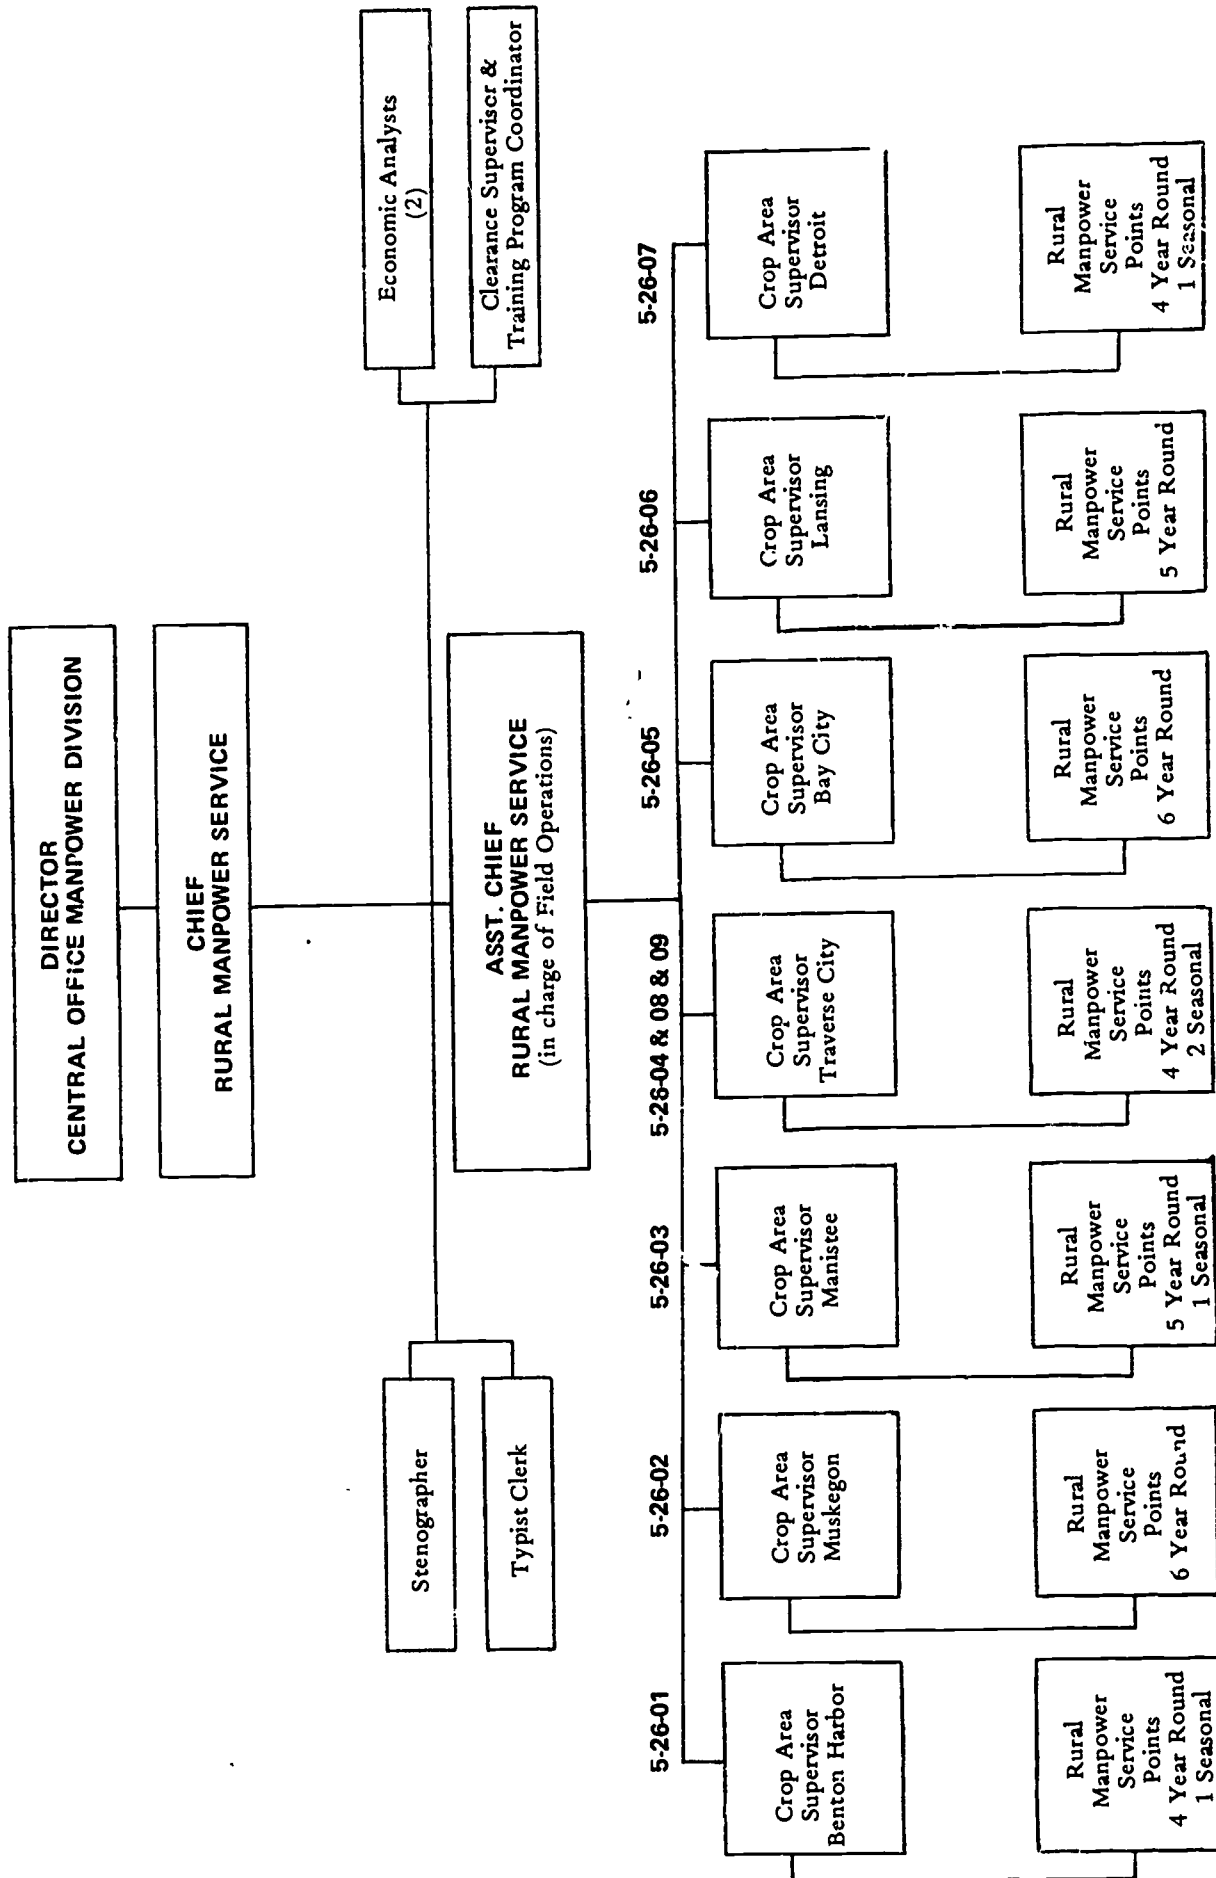 DIRECTOR
CENTRAL OFFICE MANPOWER DIVISION
CHIEF
RURAL MANPOWER SERVICE
Stenographer
Typist Clerk
Economic Analysts
(2)
Clearance Supervisor &
Training Program Coordinator
ASST. CHIEF
RURAL MANPOWER SERVICE
(in charge of Field Operations)
5-26-01
5-26-02
5-26-03
5-26-04 & 08 & 09
5-26-05
5-26-06
5-26-07
Crop Area
Supervisor
Benton Harbor
Crop Area
Supervisor
Muskegon
Crop Area
Supervisor
Manistee
Crop Area
Supervisor
Traverse City
Crop Area
Supervisor
Bay City
Crop Area
Supervisor
Lansing
Crop Area
Supervisor
Detroit
Rural
Manpower
Service
Points
4 Year Round
1 Seasonal
Rural
Manpower
Service
Points
6 Year Round
Rural
Manpower
Service
Points
5 Year Round
1 Seasonal
Rural
Manpower
Service
Points
4 Year Round
2 Seasonal
Rural
Manpower
Service
Points
6 Year Round
Rural
Manpower
Service
Points
5 Year Round
Rural
Manpower
Service
Points
4 Year Round
1 Seasonal